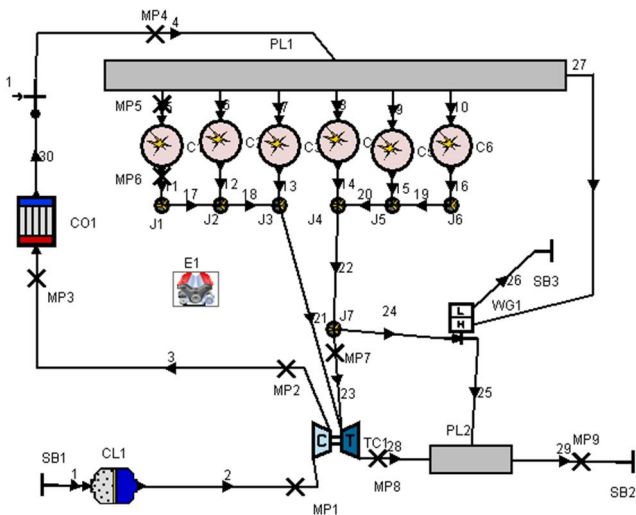 MP4
4
PL1
27
1
MP5
5
6
7
8
9
10
30
C
C
C
C6
MP6
11
12
13
14
15
16
17
18
20
19
J1
J2
J3
J4
J5
J6
CO1
E1
22
26
SB3
WG1
L
H
MP3
21
24
J7
MP7
3
MP2
23
25
C
T
TC1
PL2
SB1
CL1
28
29
MP9
1
2
MP8
SB2
MP1